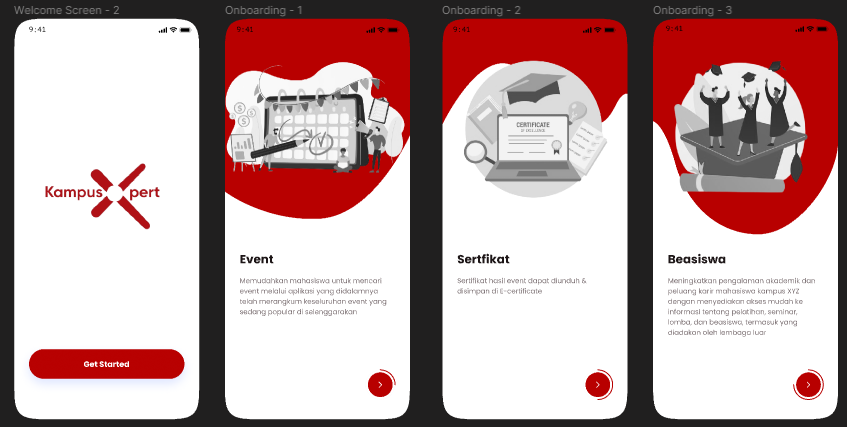 Welcome Screen - 2
9:41
Kampus pert
Get Started
Onboarding - 1
9:41
Event
Memudahkan mahasiswa untuk mencari
event melalui aplikasi yang didalamnya
telah merangkum keseluruhan event yang
sedang popular di selenggarakan
Onboarding - 2
9:41
CERTIFICATE
Sertfikat
Sertifikat hasil event dapat diunduh &
disimpan di E-certificate
Onboarding - 3
9:41
Beasiswa
Meningkatkan pengalaman akademik dan
peluang karir mahasiswa kampus XYZ
dengan menyediakan akses mudah ke
informasi tentang pelatihan, seminar,
lomba, dan beasiswa, termasuk yang
diadakan oleh lembaga luar